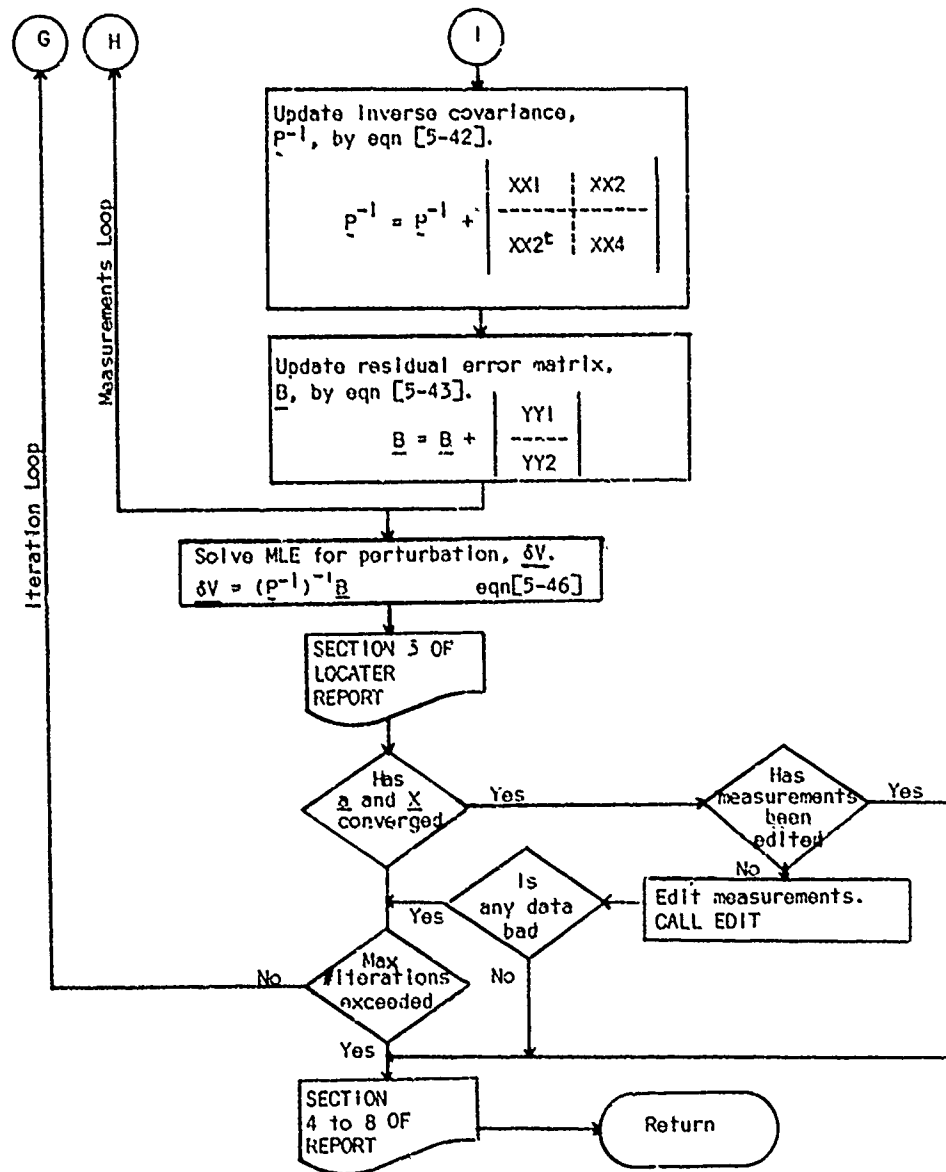 G
H
I
Update inverse covariance,
P⁻¹, by eqn [5-42].
P⁻¹ = P⁻¹ +
XX1 XX2
XX2ᵗ XX4
Measurements Loop
Iteration Loop
Update residual error matrix,
B, by eqn [5-43].
B = B +
YY1
YY2
Solve MLE for perturbation, δV.
δV = (P⁻¹)⁻¹B eqn[5-46]
SECTION 3 OF
LOCATER
REPORT
Has
a and X
converged
Yes
Has
measurements
been
edited
Yes
No
Edit measurements.
CALL EDIT
Is
any data
bad
Yes
No
Max
#iterations
exceeded
No
Yes
SECTION
4 to 8 OF
REPORT
Return